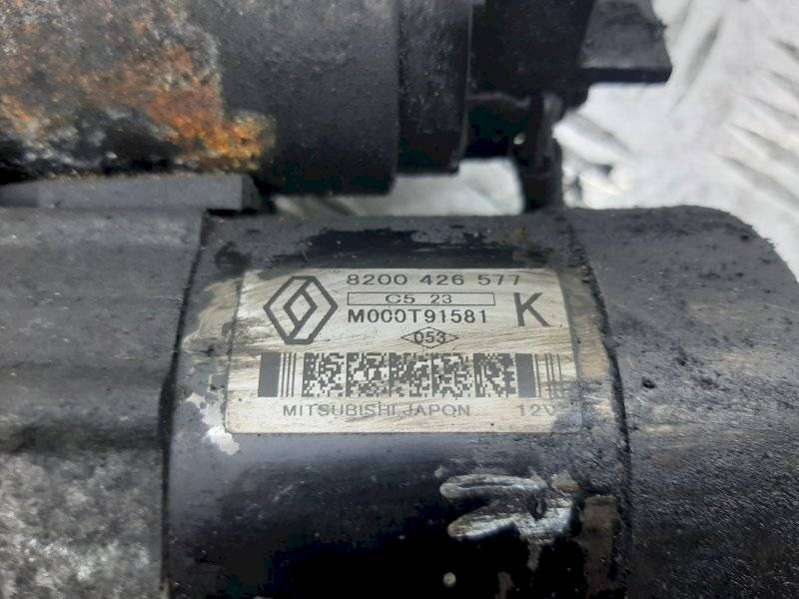 8200 426 577
C5 23
M000T91581 K
053
MITSUBISHI JAPON 12V